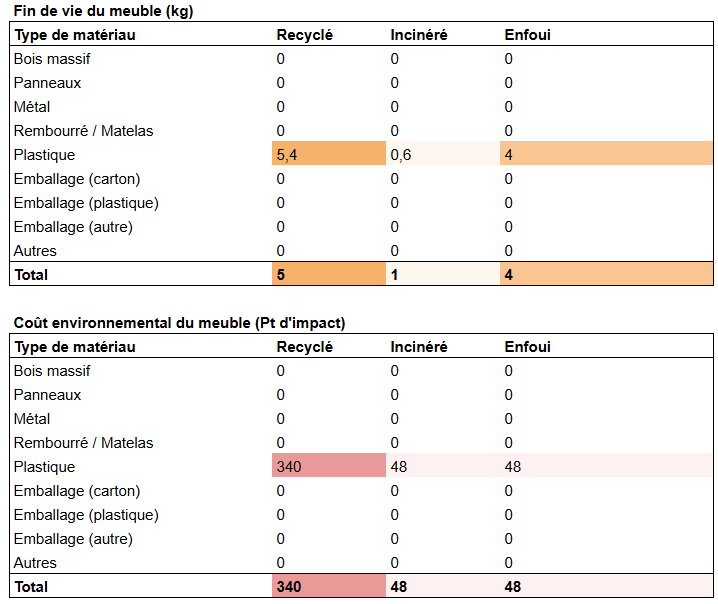 Fin de vie du meuble (kg)
Type de matériau Recyclé Incinéré Enfoui
Bois massif 0 0 0
Panneaux 0 0 0
Métal 0 0 0
Rembourré / Matelas 0 0 0
Plastique 5,4 0,6 4
Emballage (carton) 0 0 0
Emballage (plastique) 0 0 0
Emballage (autre) 0 0 0
Autres 0 0 0
Total 5 1 4
Coût environnemental du meuble (Pt d'impact)
Type de matériau Recyclé Incinéré Enfoui
Bois massif 0 0 0
Panneaux 0 0 0
Métal 0 0 0
Rembourré / Matelas 0 0 0
Plastique 340 48 48
Emballage (carton) 0 0 0
Emballage (plastique) 0 0 0
Emballage (autre) 0 0 0
Autres 0 0 0
Total 340 48 48